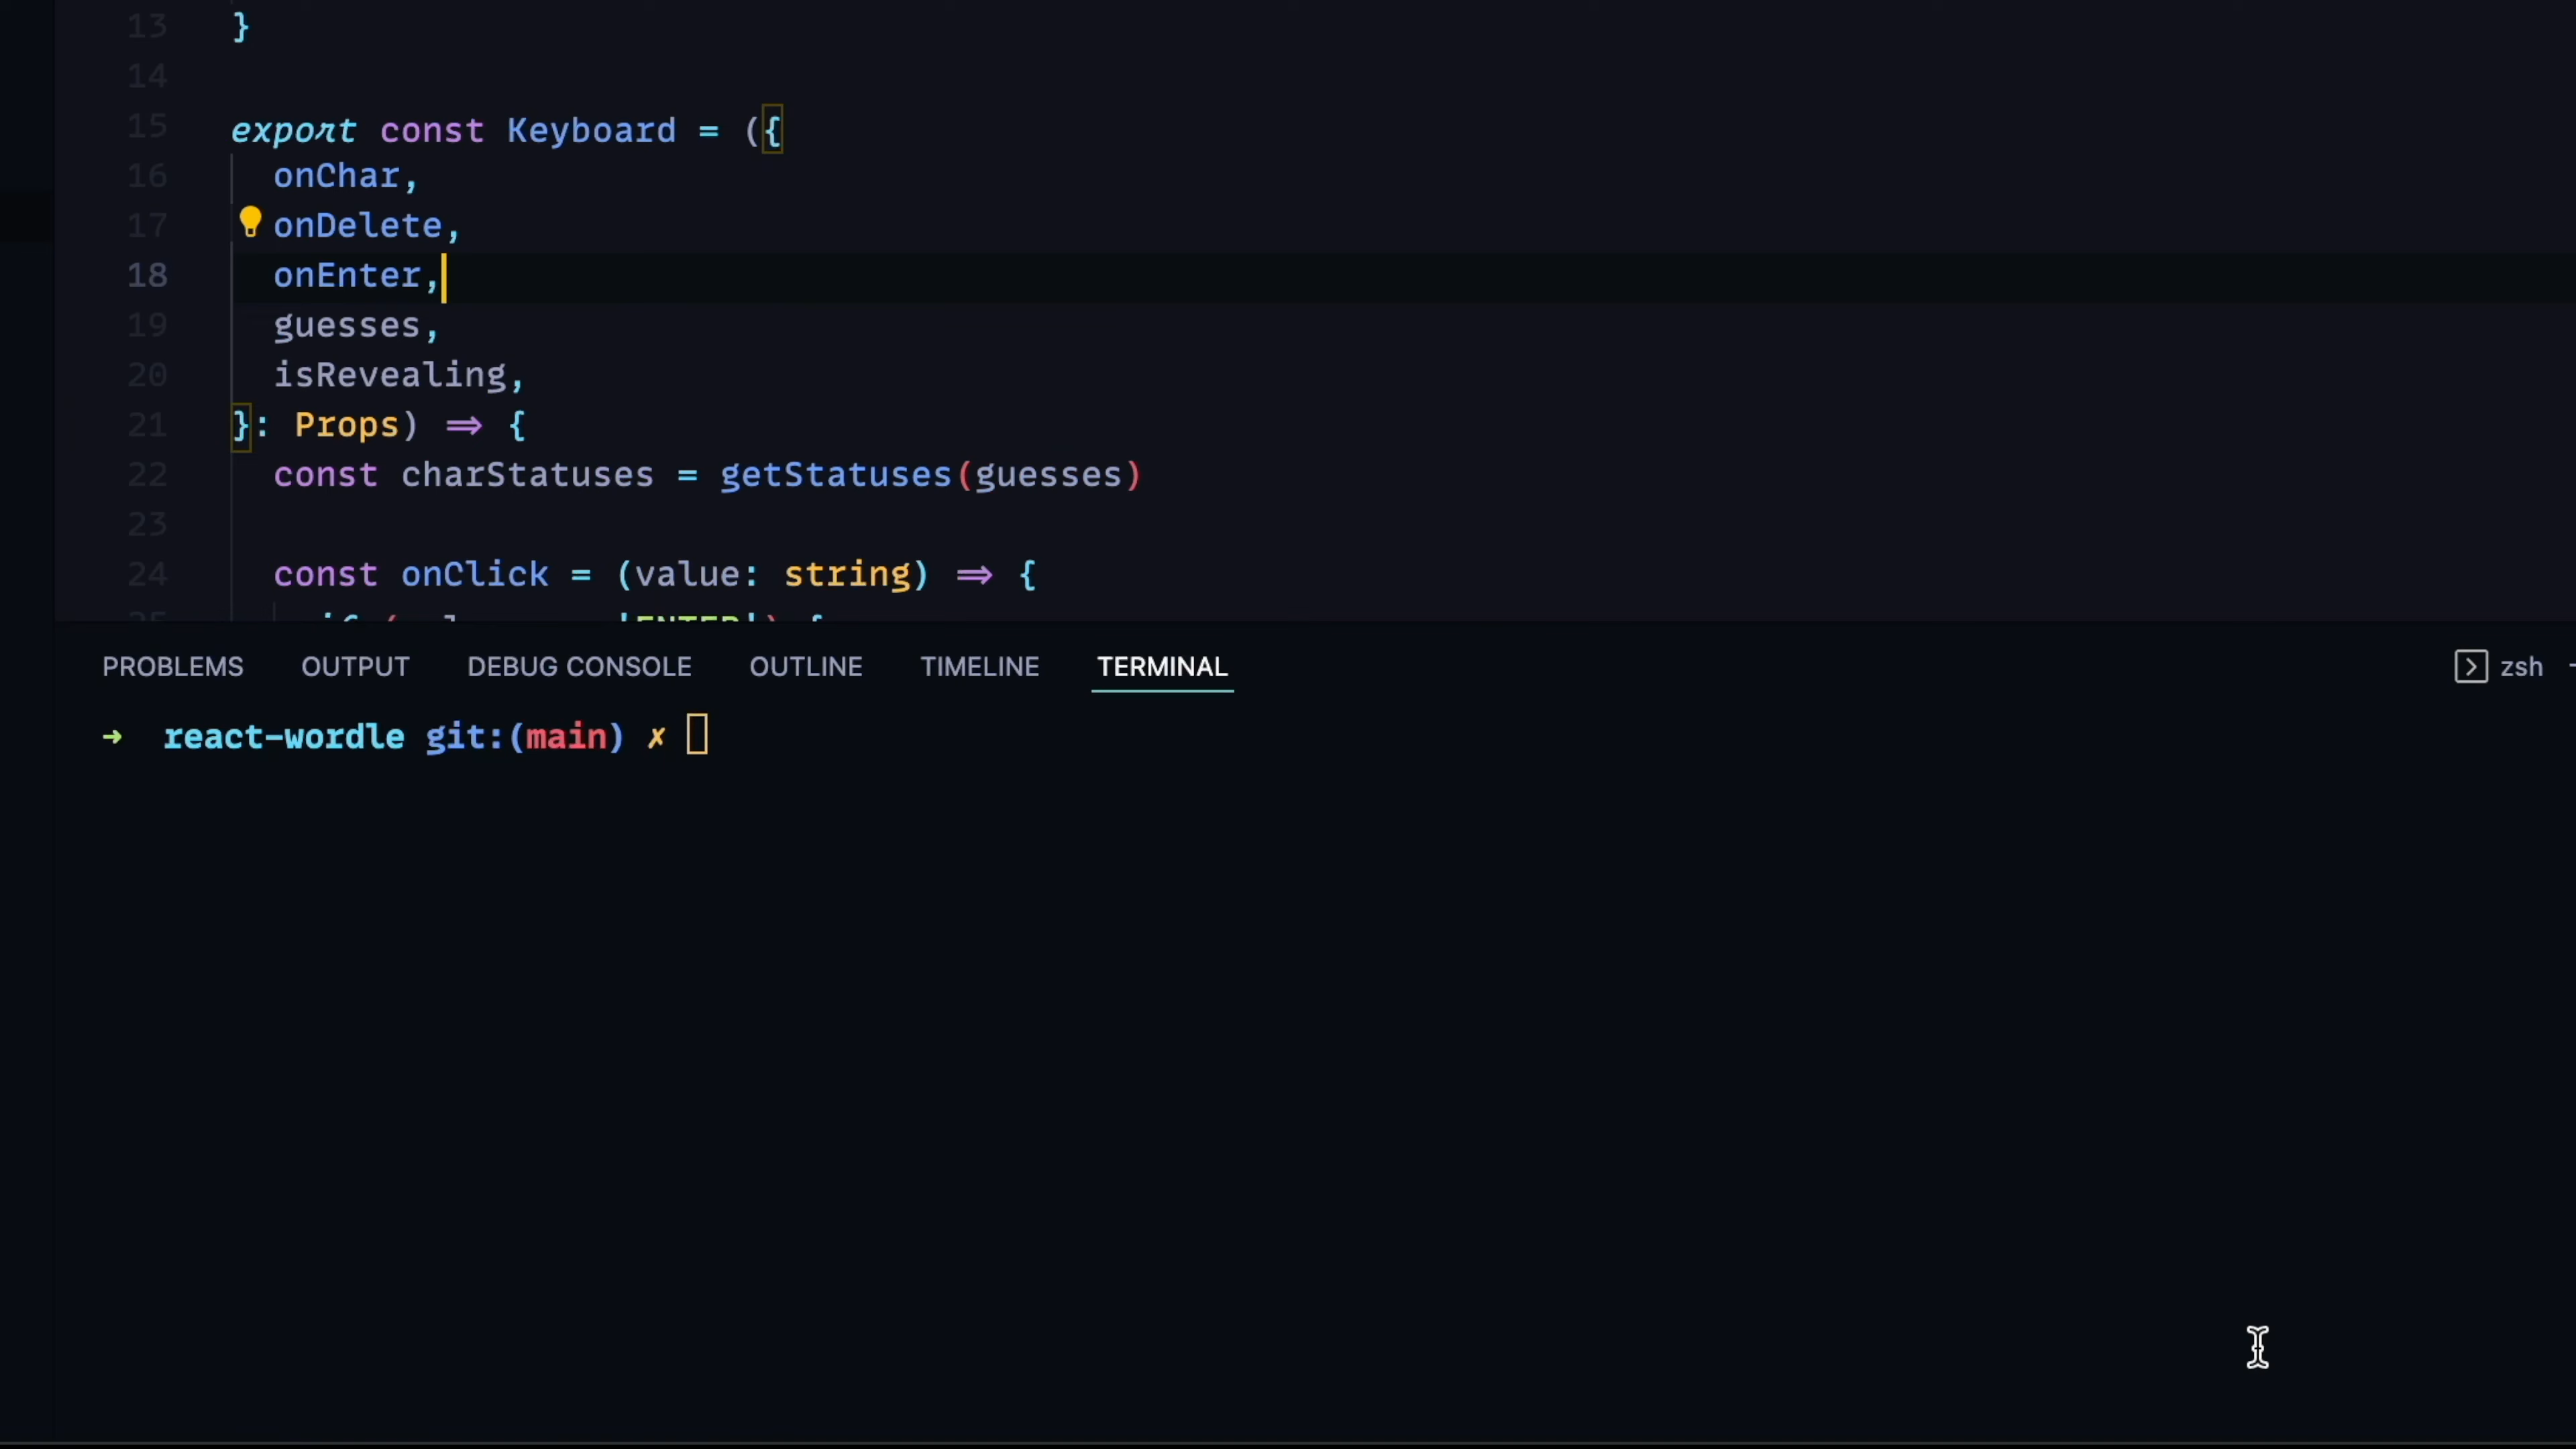 13 }
14
15 export const Keyboard = ({
16 onChar,
17 onDelete,
18 onEnter,
19 guesses,
20 isRevealing,
21 }: Props) => {
22 const charStatuses = getStatuses(guesses)
23
24 const onClick = (value: string) => {
PROBLEMS OUTPUT DEBUG CONSOLE OUTLINE TIMELINE TERMINAL zsh
→ react-wordle git:(main) ✗